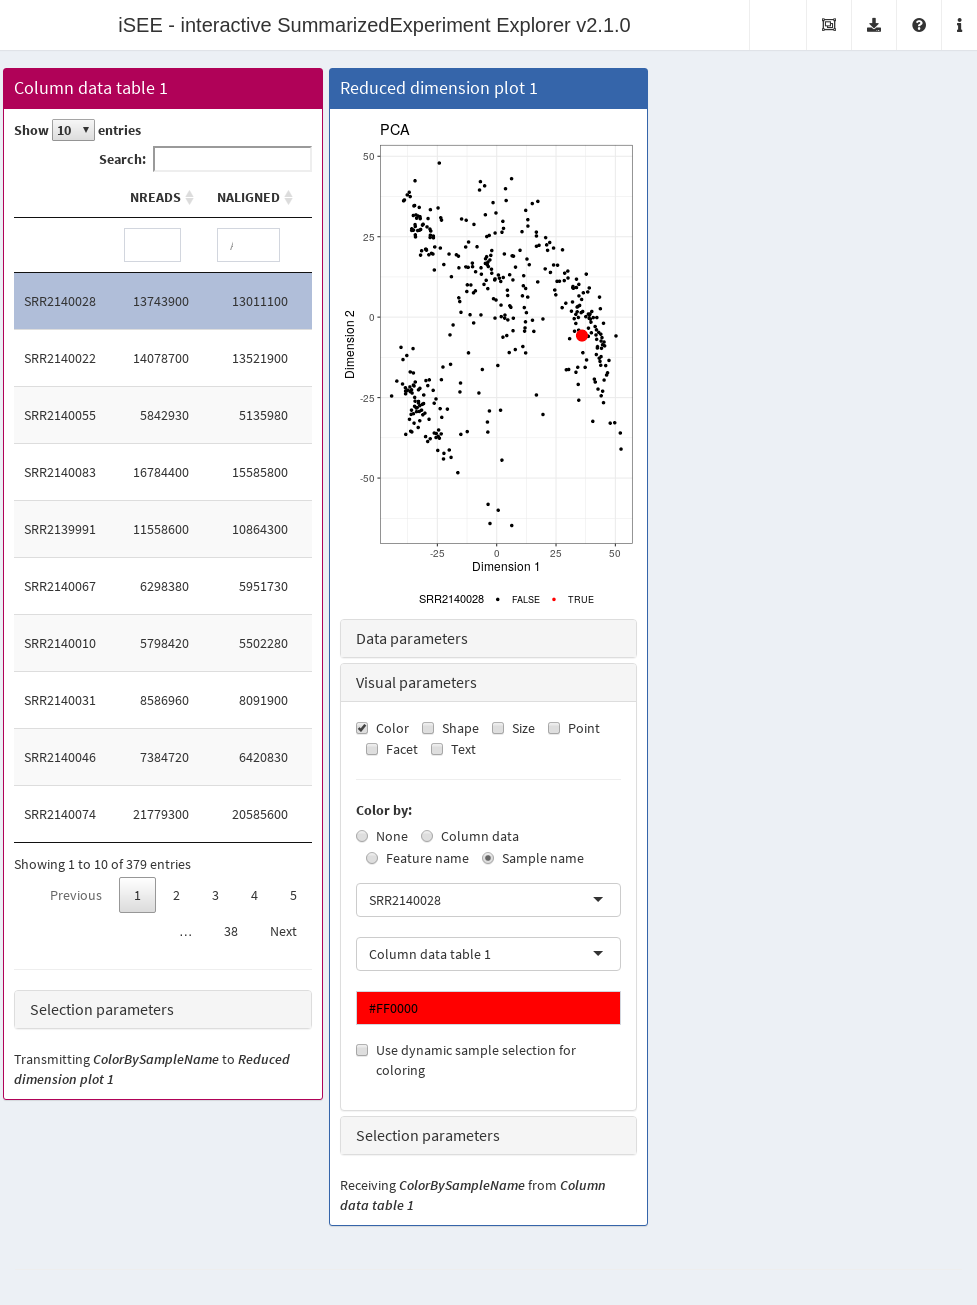 iSEE - interactive SummarizedExperiment Explorer v2.1.0
Column data table 1
Show 10 entries
Search:
NREADS NALIGNED
SRR2140028 13743900 13011100
SRR2140022 14078700 13521900
SRR2140055 5842930 5135980
SRR2140083 16784400 15585800
SRR2139991 11558600 10864300
SRR2140067 6298380 5951730
SRR2140010 5798420 5502280
SRR2140031 8586960 8091900
SRR2140046 7384720 6420830
SRR2140074 21779300 20585600
Showing 1 to 10 of 379 entries
Previous 1 2 3 4 5
… 38 Next
Selection parameters
Transmitting ColorBySampleName to Reduced
dimension plot 1
Reduced dimension plot 1
PCA
50
25
0
-25
-50
Dimension 2
-25 0 25 50
Dimension 1
SRR2140028 FALSE TRUE
Data parameters
Visual parameters
Color Shape Size Point
Facet Text
Color by:
None Column data
Feature name Sample name
SRR2140028
Column data table 1
#FF0000
Use dynamic sample selection for
coloring
Selection parameters
Receiving ColorBySampleName from Column
data table 1